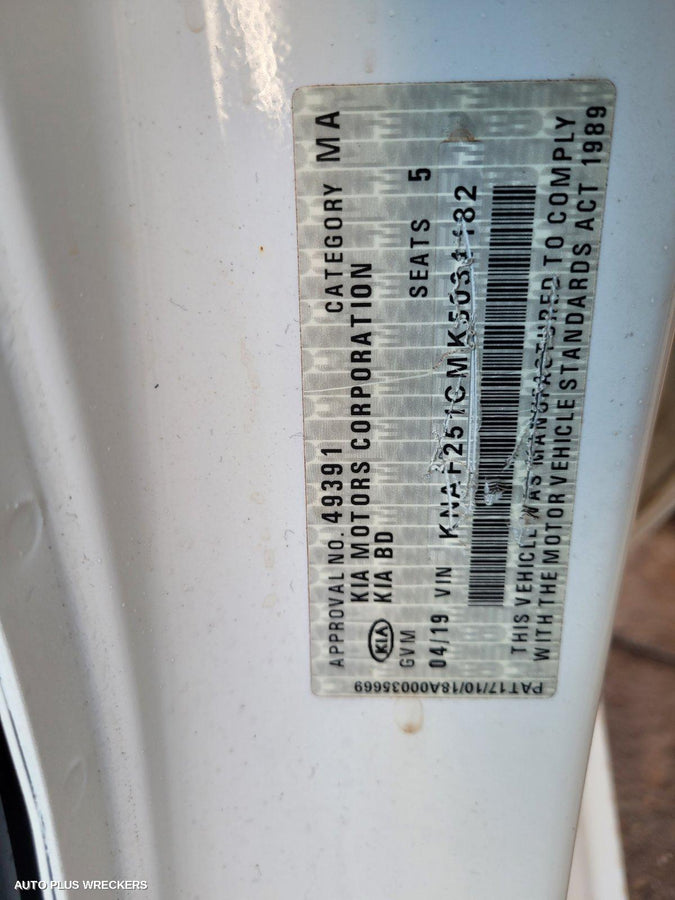 APPROVAL NO. 49391 CATEGORY MA
KIA MOTORS CORPORATION
KIA KIA BD
GVM SEATS 5
04/19 VIN
THIS VEHICLE WAS MANUFACTURED TO COMPLY
WITH THE MOTOR VEHICLE STANDARDS ACT 1989
PAT17/10/18A00035669
AUTO PLUS WRECKERS